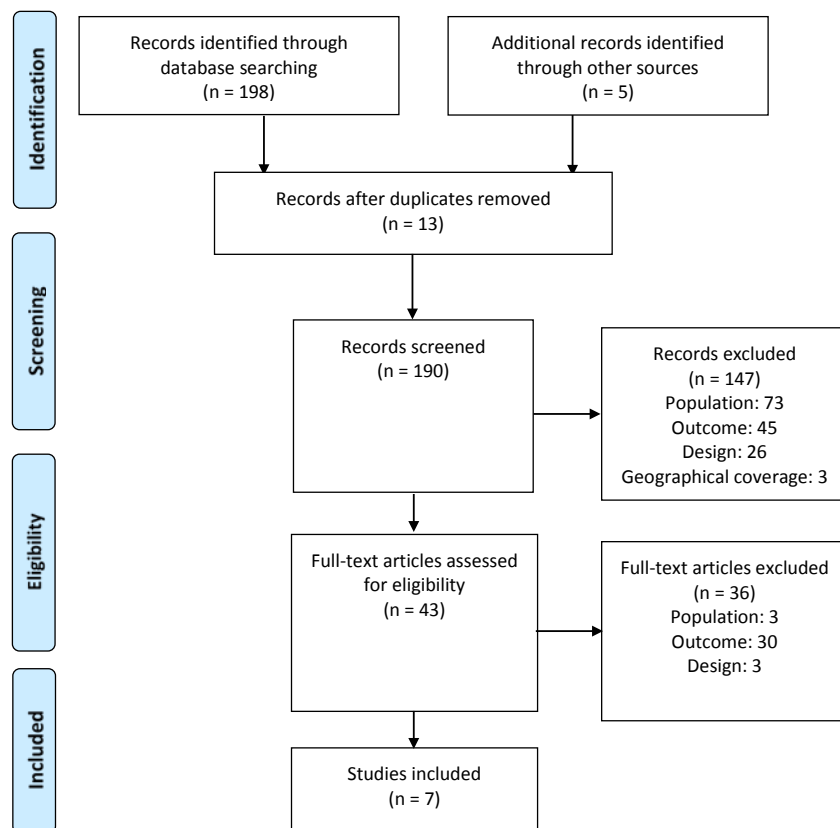 Identification
Records identified through
database searching
(n = 198)
Additional records identified
through other sources
(n = 5)
Records after duplicates removed
(n = 13)
Screening
Records screened
(n = 190)
Records excluded
(n = 147)
Population: 73
Outcome: 45
Design: 26
Geographical coverage: 3
Eligibility
Full-text articles assessed
for eligibility
(n = 43)
Full-text articles excluded
(n = 36)
Population: 3
Outcome: 30
Design: 3
Included
Studies included
(n = 7)